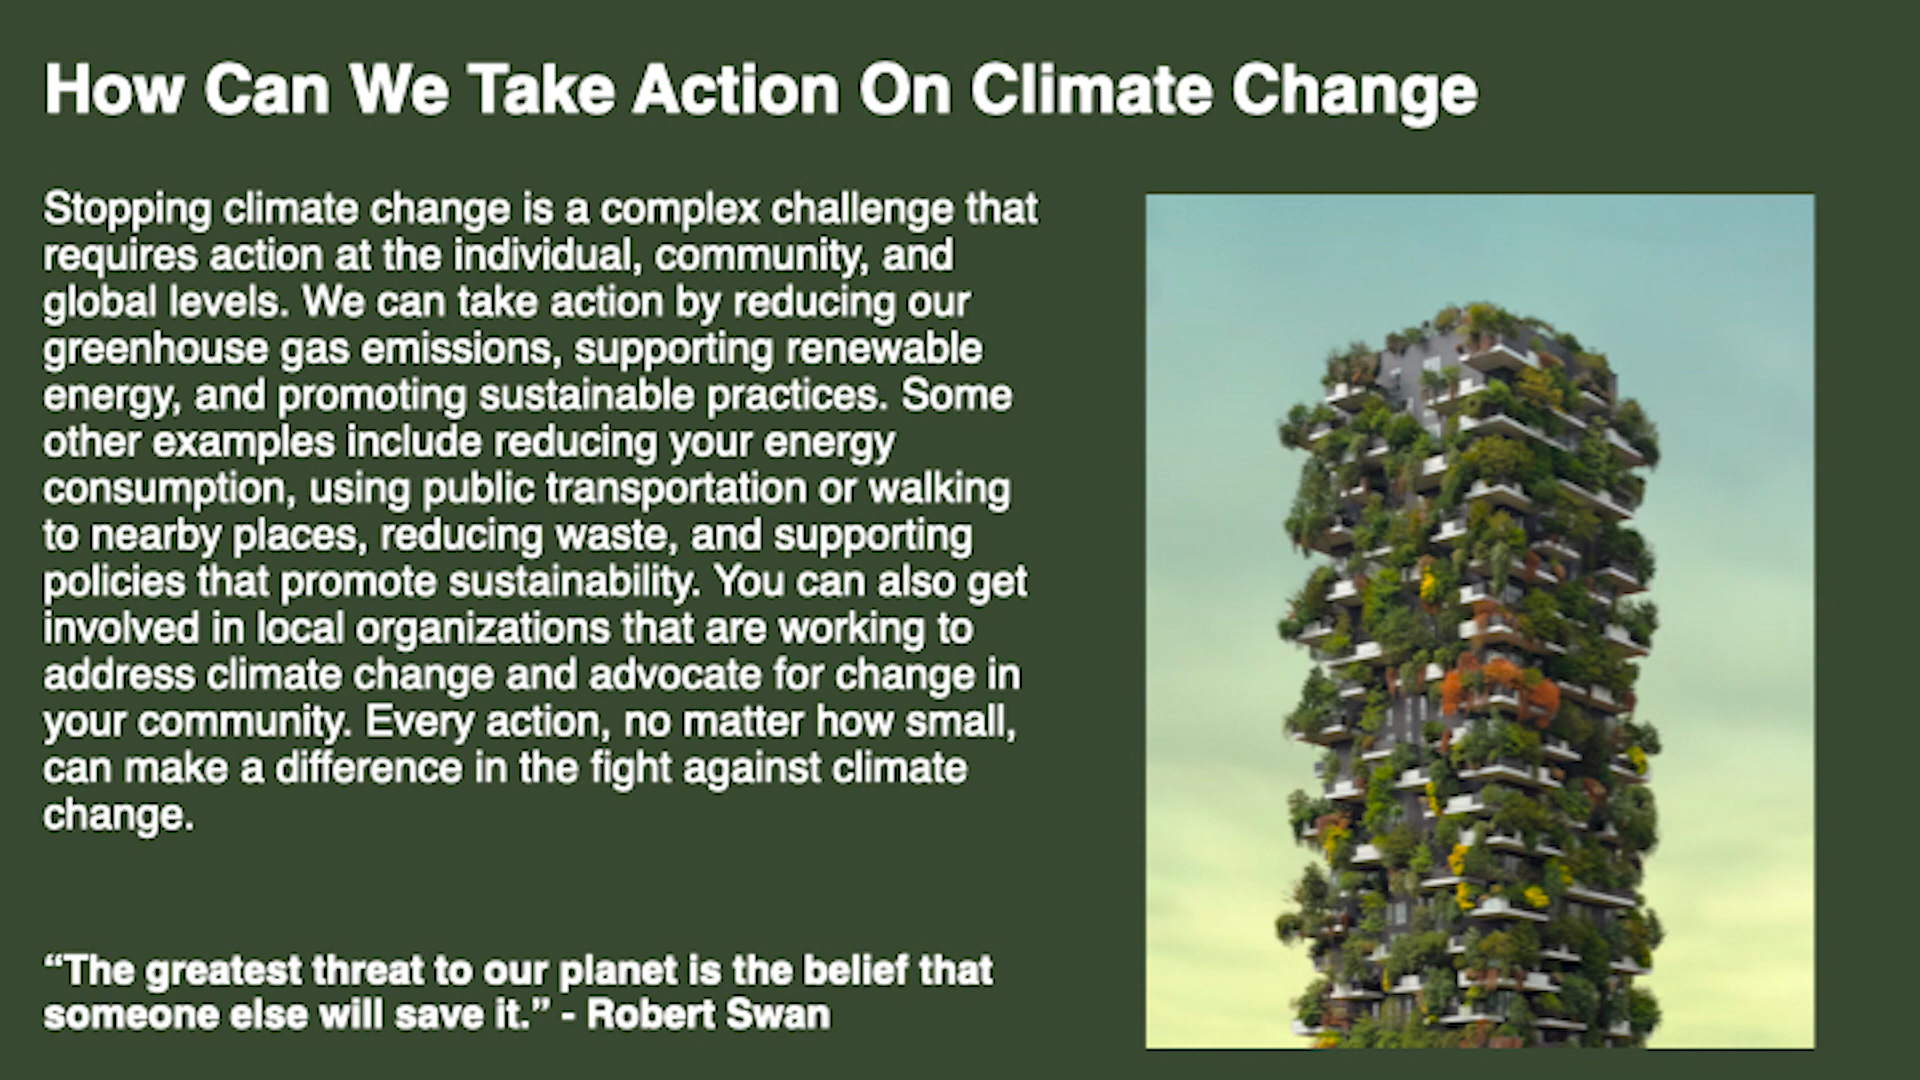 How Can We Take Action On Climate Change
Stopping climate change is a complex challenge that
requires action at the individual, community, and
global levels. We can take action by reducing our
greenhouse gas emissions, supporting renewable
energy, and promoting sustainable practices. Some
other examples include reducing your energy
consumption, using public transportation or walking
to nearby places, reducing waste, and supporting
policies that promote sustainability. You can also get
involved in local organizations that are working to
address climate change and advocate for change in
your community. Every action, no matter how small,
can make a difference in the fight against climate
change.
“The greatest threat to our planet is the belief that
someone else will save it.” - Robert Swan